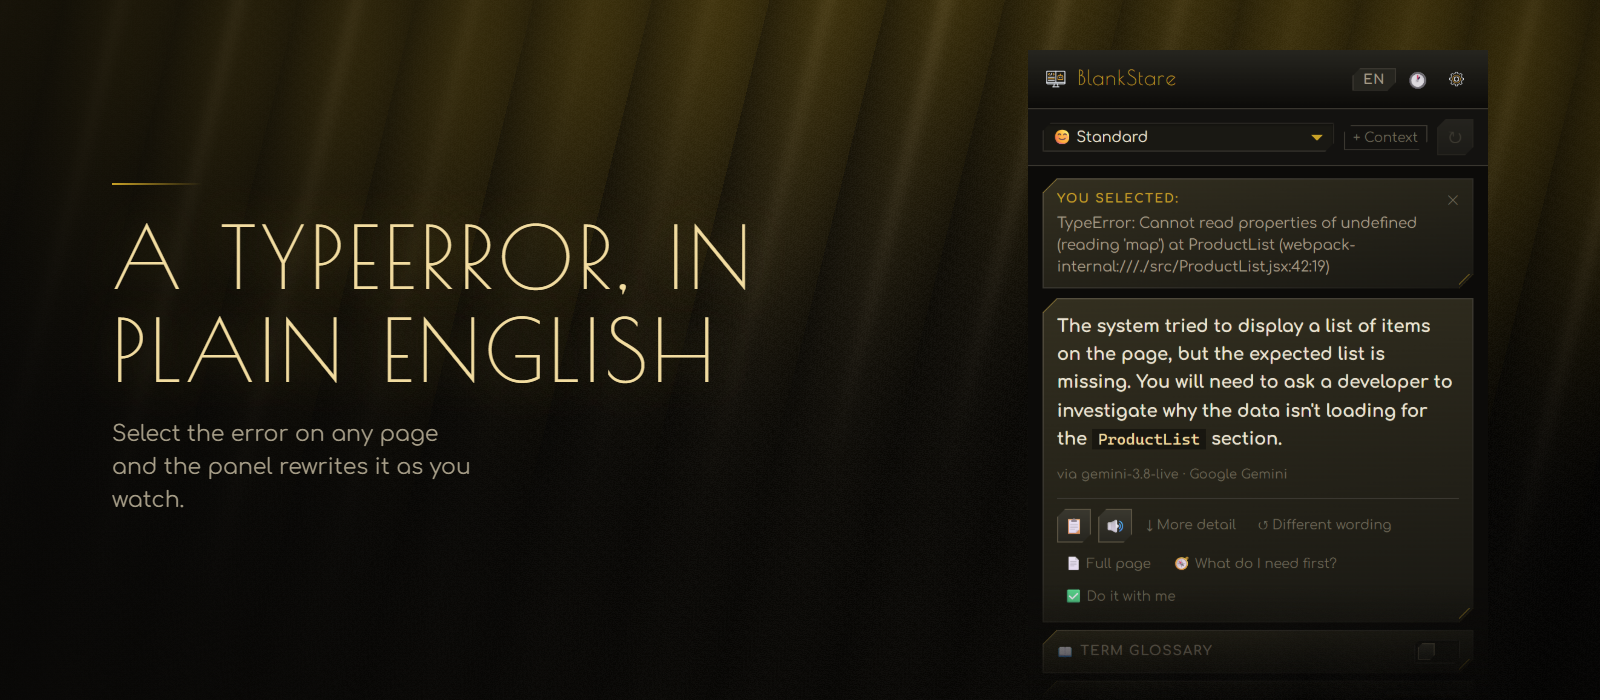 A TYPEERROR, IN
PLAIN ENGLISH
Select the error on any page
and the panel rewrites it as you
watch.
BlankStare
EN
Standard
+ Context
YOU SELECTED:
TypeError: Cannot read properties of undefined
(reading 'map') at ProductList (webpack-
internal:///./src/ProductList.jsx:42:19)
The system tried to display a list of items
on the page, but the expected list is
missing. You will need to ask a developer to
investigate why the data isn't loading for
the ProductList section.
via gemini-3.8-live · Google Gemini
↓ More detail
↺ Different wording
Full page
What do I need first?
Do it with me
TERM GLOSSARY